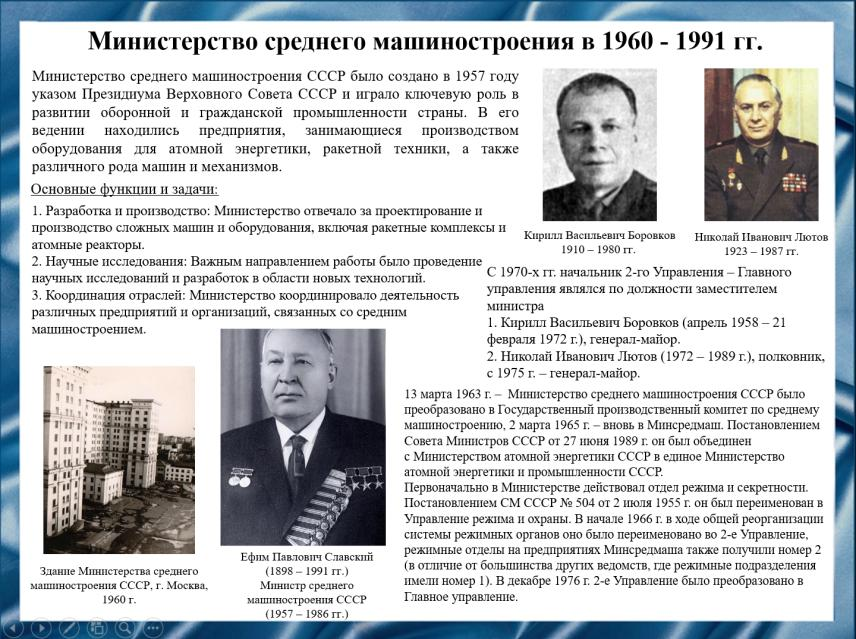 Министерство среднего машиностроения в 1960 - 1991 гг.
Министерство среднего машиностроения СССР было создано в 1957 году
указом Президиума Верховного Совета СССР и играло ключевую роль в
развитии оборонной и гражданской промышленности страны. В его
ведении находились предприятия, занимающиеся производством
оборудования для атомной энергетики, ракетной техники, а также
различного рода машин и механизмов.
Основные функции и задачи:
1. Разработка и производство: Министерство отвечало за проектирование и
производство сложных машин и оборудования, включая ракетные комплексы и
атомные реакторы.
2. Научные исследования: Важным направлением работы было проведение
научных исследований и разработок в области новых технологий.
3. Координация отраслей: Министерство координировало деятельность
различных предприятий и организаций, связанных со средним
машиностроением.
Кирилл Васильевич Боровков
1910 – 1980 гг.
Николай Иванович Лютов
1923 – 1987 гг.
С 1970-х гг. начальник 2-го Управления – Главного
управления являлся по должности заместителем
министра
1. Кирилл Васильевич Боровков (апрель 1958 – 21
февраля 1972 г.), генерал-майор.
2. Николай Иванович Лютов (1972 – 1989 г.), полковник,
с 1975 г. – генерал-майор.
13 марта 1963 г. – Министерство среднего машиностроения СССР было
преобразовано в Государственный производственный комитет по среднему
машиностроению, 2 марта 1965 г. – вновь в Минсредмаш. Постановлением
Совета Министров СССР от 27 июня 1989 г. он был объединен
с Министерством атомной энергетики СССР в единое Министерство
атомной энергетики и промышленности СССР.
Первоначально в Министерстве действовал отдел режима и секретности.
Постановлением СМ СССР № 504 от 2 июля 1955 г. он был переименован в
Управление режима и охраны. В начале 1966 г. в ходе общей реорганизации
системы режимных органов оно было переименовано во 2-е Управление,
режимные отделы на предприятиях Минсредмаша также получили номер 2
(в отличие от большинства других ведомств, где режимные подразделения
имели номер 1). В декабре 1976 г. 2-е Управление было преобразовано в
Главное управление.
Здание Министерства среднего
машиностроения СССР, г. Москва,
1960 г.
Ефим Павлович Славский
(1898 – 1991 гг.)
Министр среднего
машиностроения СССР
(1957 – 1986 гг.)